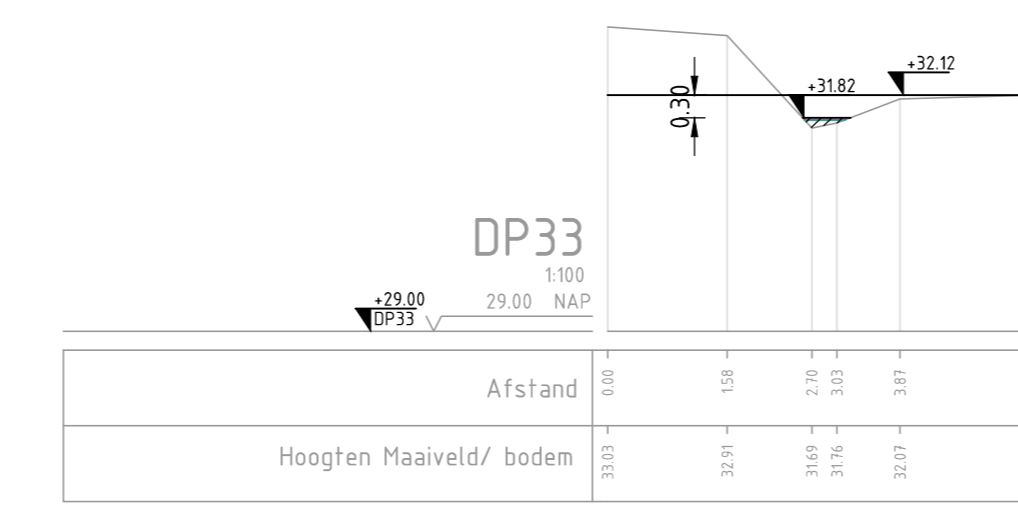 +32.12
+31.82
0.30
DP33
1:100
+29.00
29.00 NAP
DP33
Afstand 0.00 1.58 2.70 3.03 3.87
Hoogten Maaiveld/ bodem 33.03 32.91 31.69 31.76 32.07